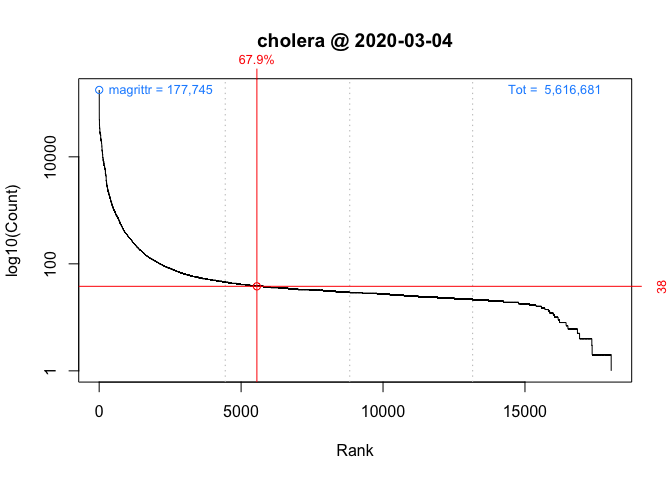 cholera @ 2020-03-04
67.9%
magrittr = 177,745
Tot = 5,616,681
log10(Count)
10000
100
1
38
0
5000
10000
15000
Rank